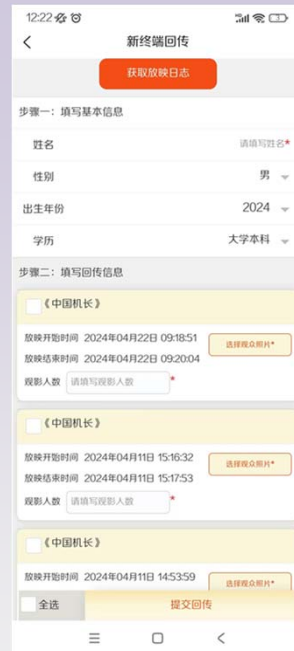 12:22
新终端回传
获取放映日志
步骤一：填写基本信息
姓名 请填写姓名*
性别 男
出生年份 2024
学历 大学本科
步骤二：填写回传信息
《中国机长》
放映开始时间 2024年04月22日 09:18:51
选择观众照片*
放映结束时间 2024年04月22日 09:20:04
观影人数 请填写观影人数 *
《中国机长》
放映开始时间 2024年04月11日 15:16:32
选择观众照片*
放映结束时间 2024年04月11日 15:17:53
观影人数 请填写观影人数 *
《中国机长》
放映开始时间 2024年04月11日 14:53:59
选择观众照片*
全选 提交回传